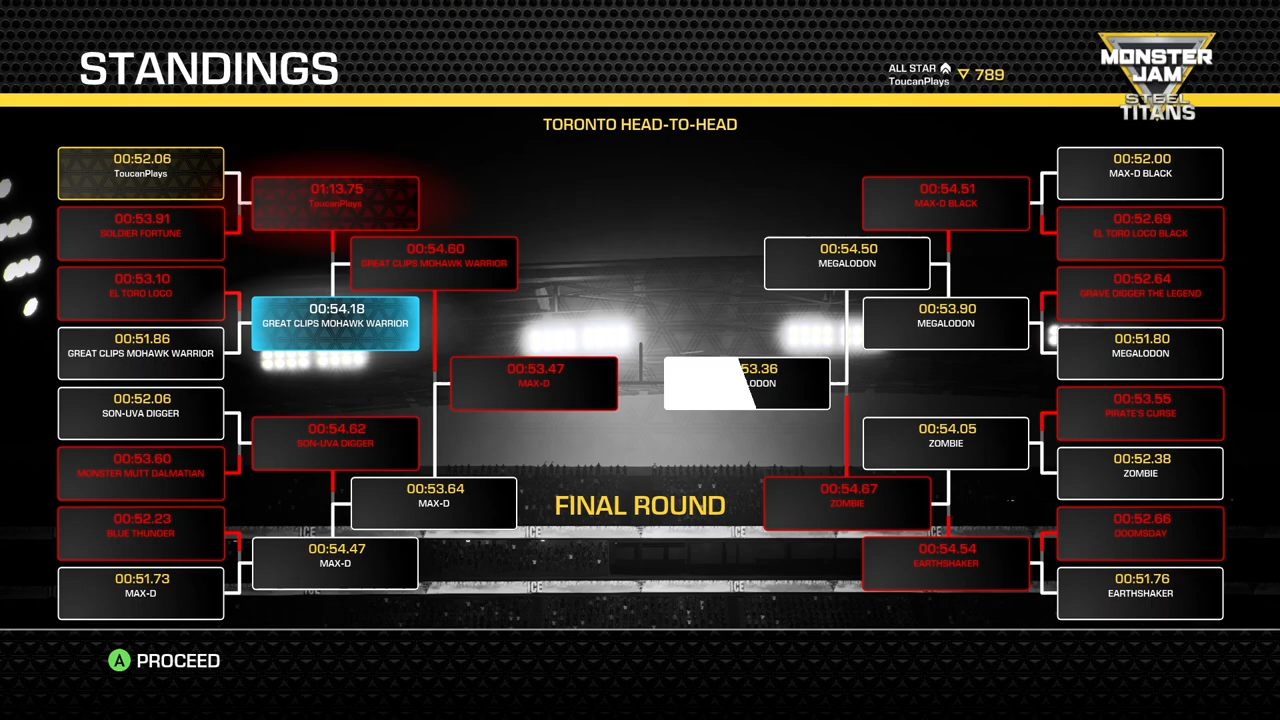 STANDINGS
ALL STAR
ToucanPlays
789
MONSTER
JAM
STEEL
TITANS
TORONTO HEAD-TO-HEAD
00:52.06
ToucanPlays
00:53.91
SOLDIER FORTUNE
00:53.10
EL TORO LOCO
00:51.86
GREAT CLIPS MOHAWK WARRIOR
00:52.06
SON-UVA DIGGER
00:53.60
MONSTER MUTT DALMATIAN
00:52.23
BLUE THUNDER
00:51.73
MAX-D
01:13.75
ToucanPlays
00:54.18
GREAT CLIPS MOHAWK WARRIOR
00:54.62
SON-UVA DIGGER
00:54.47
MAX-D
00:54.60
GREAT CLIPS MOHAWK WARRIOR
00:53.64
MAX-D
00:53.47
MAX-D
53.36
ODON
00:54.50
MEGALODON
00:54.67
ZOMBIE
00:54.51
MAX-D BLACK
00:53.90
MEGALODON
00:54.05
ZOMBIE
00:54.54
EARTHSHAKER
00:52.00
MAX-D BLACK
00:52.69
EL TORO LOCO BLACK
00:52.64
GRAVE DIGGER THE LEGEND
00:51.80
MEGALODON
00:53.55
PIRATE'S CURSE
00:52.38
ZOMBIE
00:52.66
DOOMSDAY
00:51.76
EARTHSHAKER
FINAL ROUND
A PROCEED